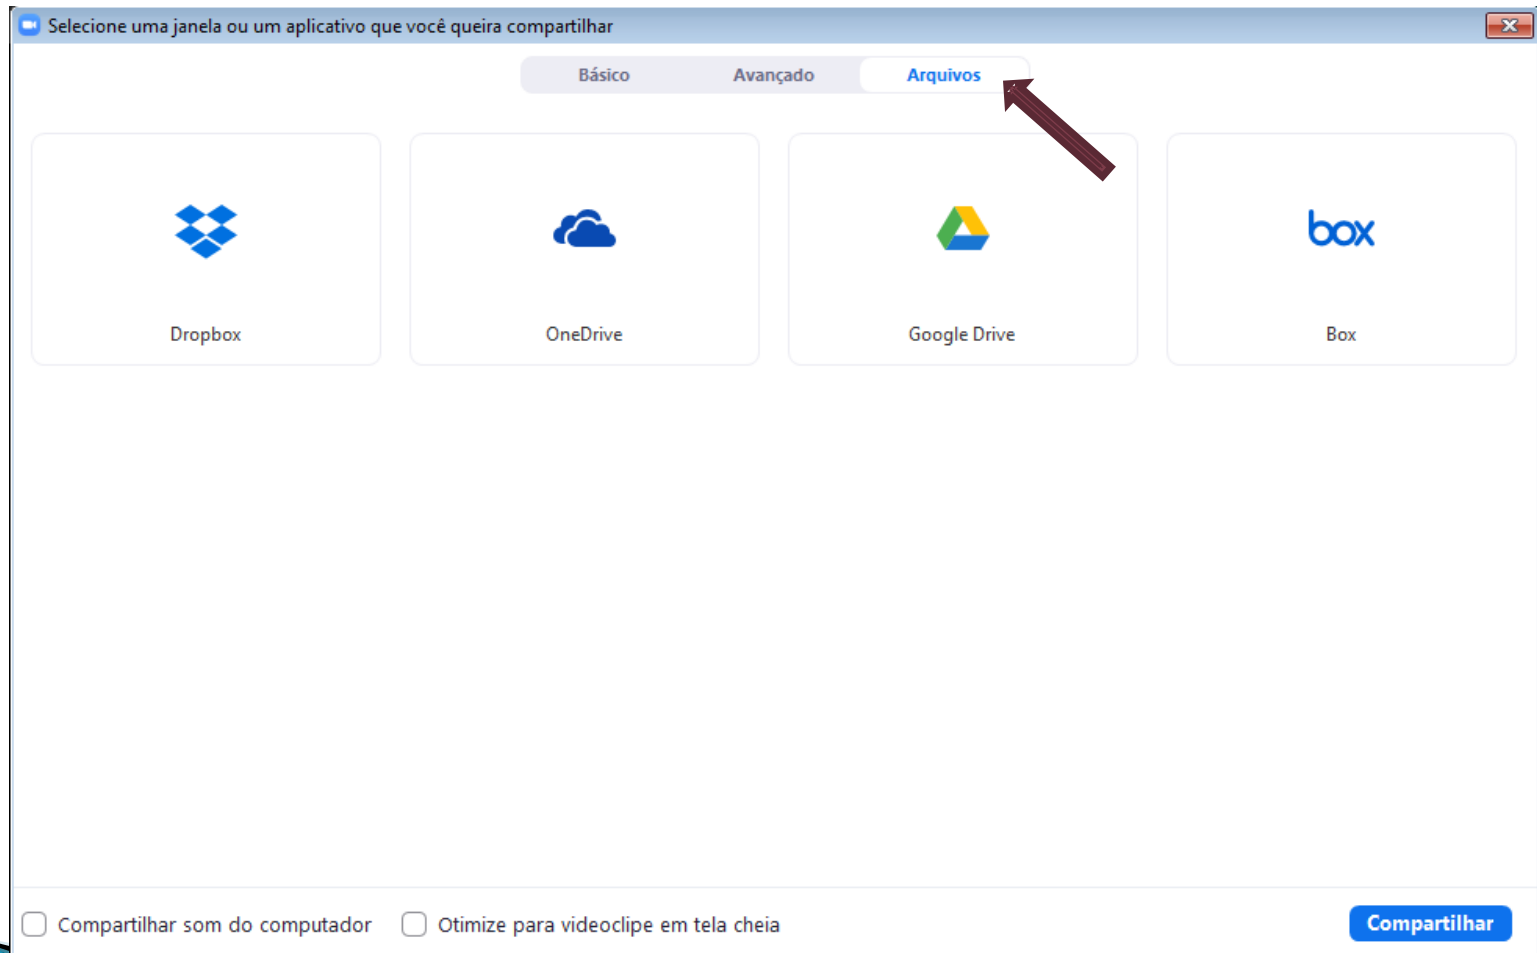 Selecione uma janela ou um aplicativo que você queira compartilhar
Básico Avançado Arquivos
box
Dropbox OneDrive Google Drive Box
Compartilhar som do computador Otimize para videoclipe em tela cheia Compartilhar